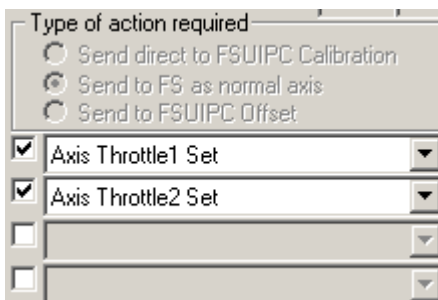 Type of action required
Send direct to FSUIPC Calibration
Send to FS as normal axis
Send to FSUIPC Offset
Axis Throttle1 Set
Axis Throttle2 Set